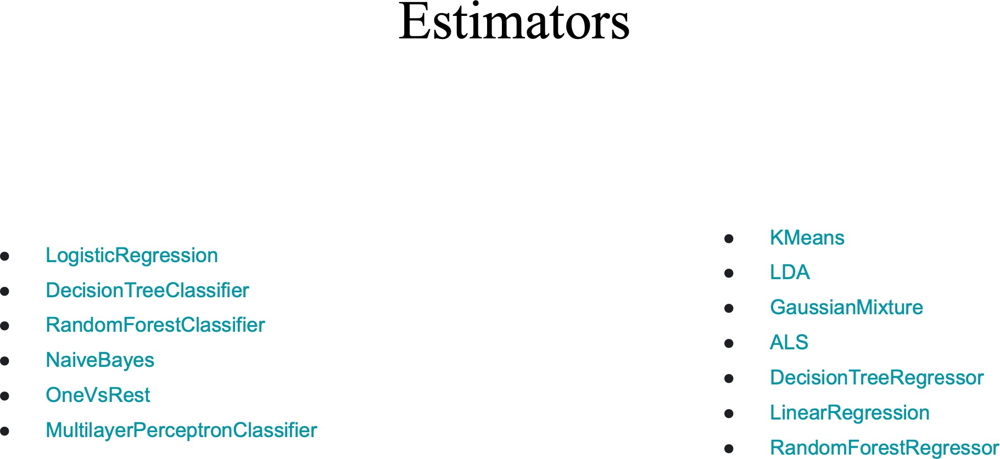 Estimators
● LogisticRegression
● DecisionTreeClassifier
● RandomForestClassifier
● NaiveBayes
● OneVsRest
● MultilayerPerceptronClassifier
● KMeans
● LDA
● GaussianMixture
● ALS
● DecisionTreeRegressor
● LinearRegression
● RandomForestRegressor